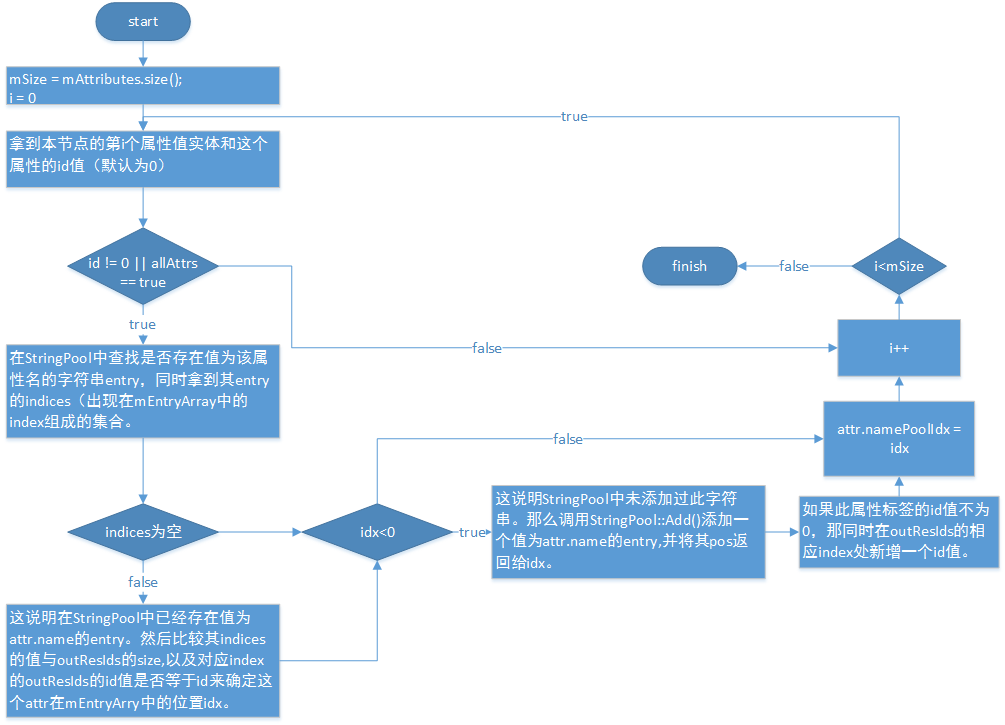 start
mSize = mAttributes.size();
i = 0
true
拿到本节点的第i个属性值实体和这个
属性的id值（默认为0）
id != 0 || allAttrs
== true
finish
false
i<mSize
true
false
i++
在StringPool中查找是否存在值为该属
性名的字符串entry，同时拿到其entry
的indices（出现在mEntryArray中的
index组成的集合。
attr.namePoolIdx =
idx
false
indices为空
idx<0
true
这说明StringPool中未添加过此字符
串。那么调用StringPool::Add()添加一
个值为attr.name的entry,并将其pos返
回给idx。
如果此属性标签的id值不为
0，那同时在outResIds的相
应index处新增一个id值。
false
这说明在StringPool中已经存在值为
attr.name的entry。然后比较其indices
的值与outResIds的size,以及对应index
的outResIds的id值是否等于id来确定这
个attr在mEntryArry中的位置idx。